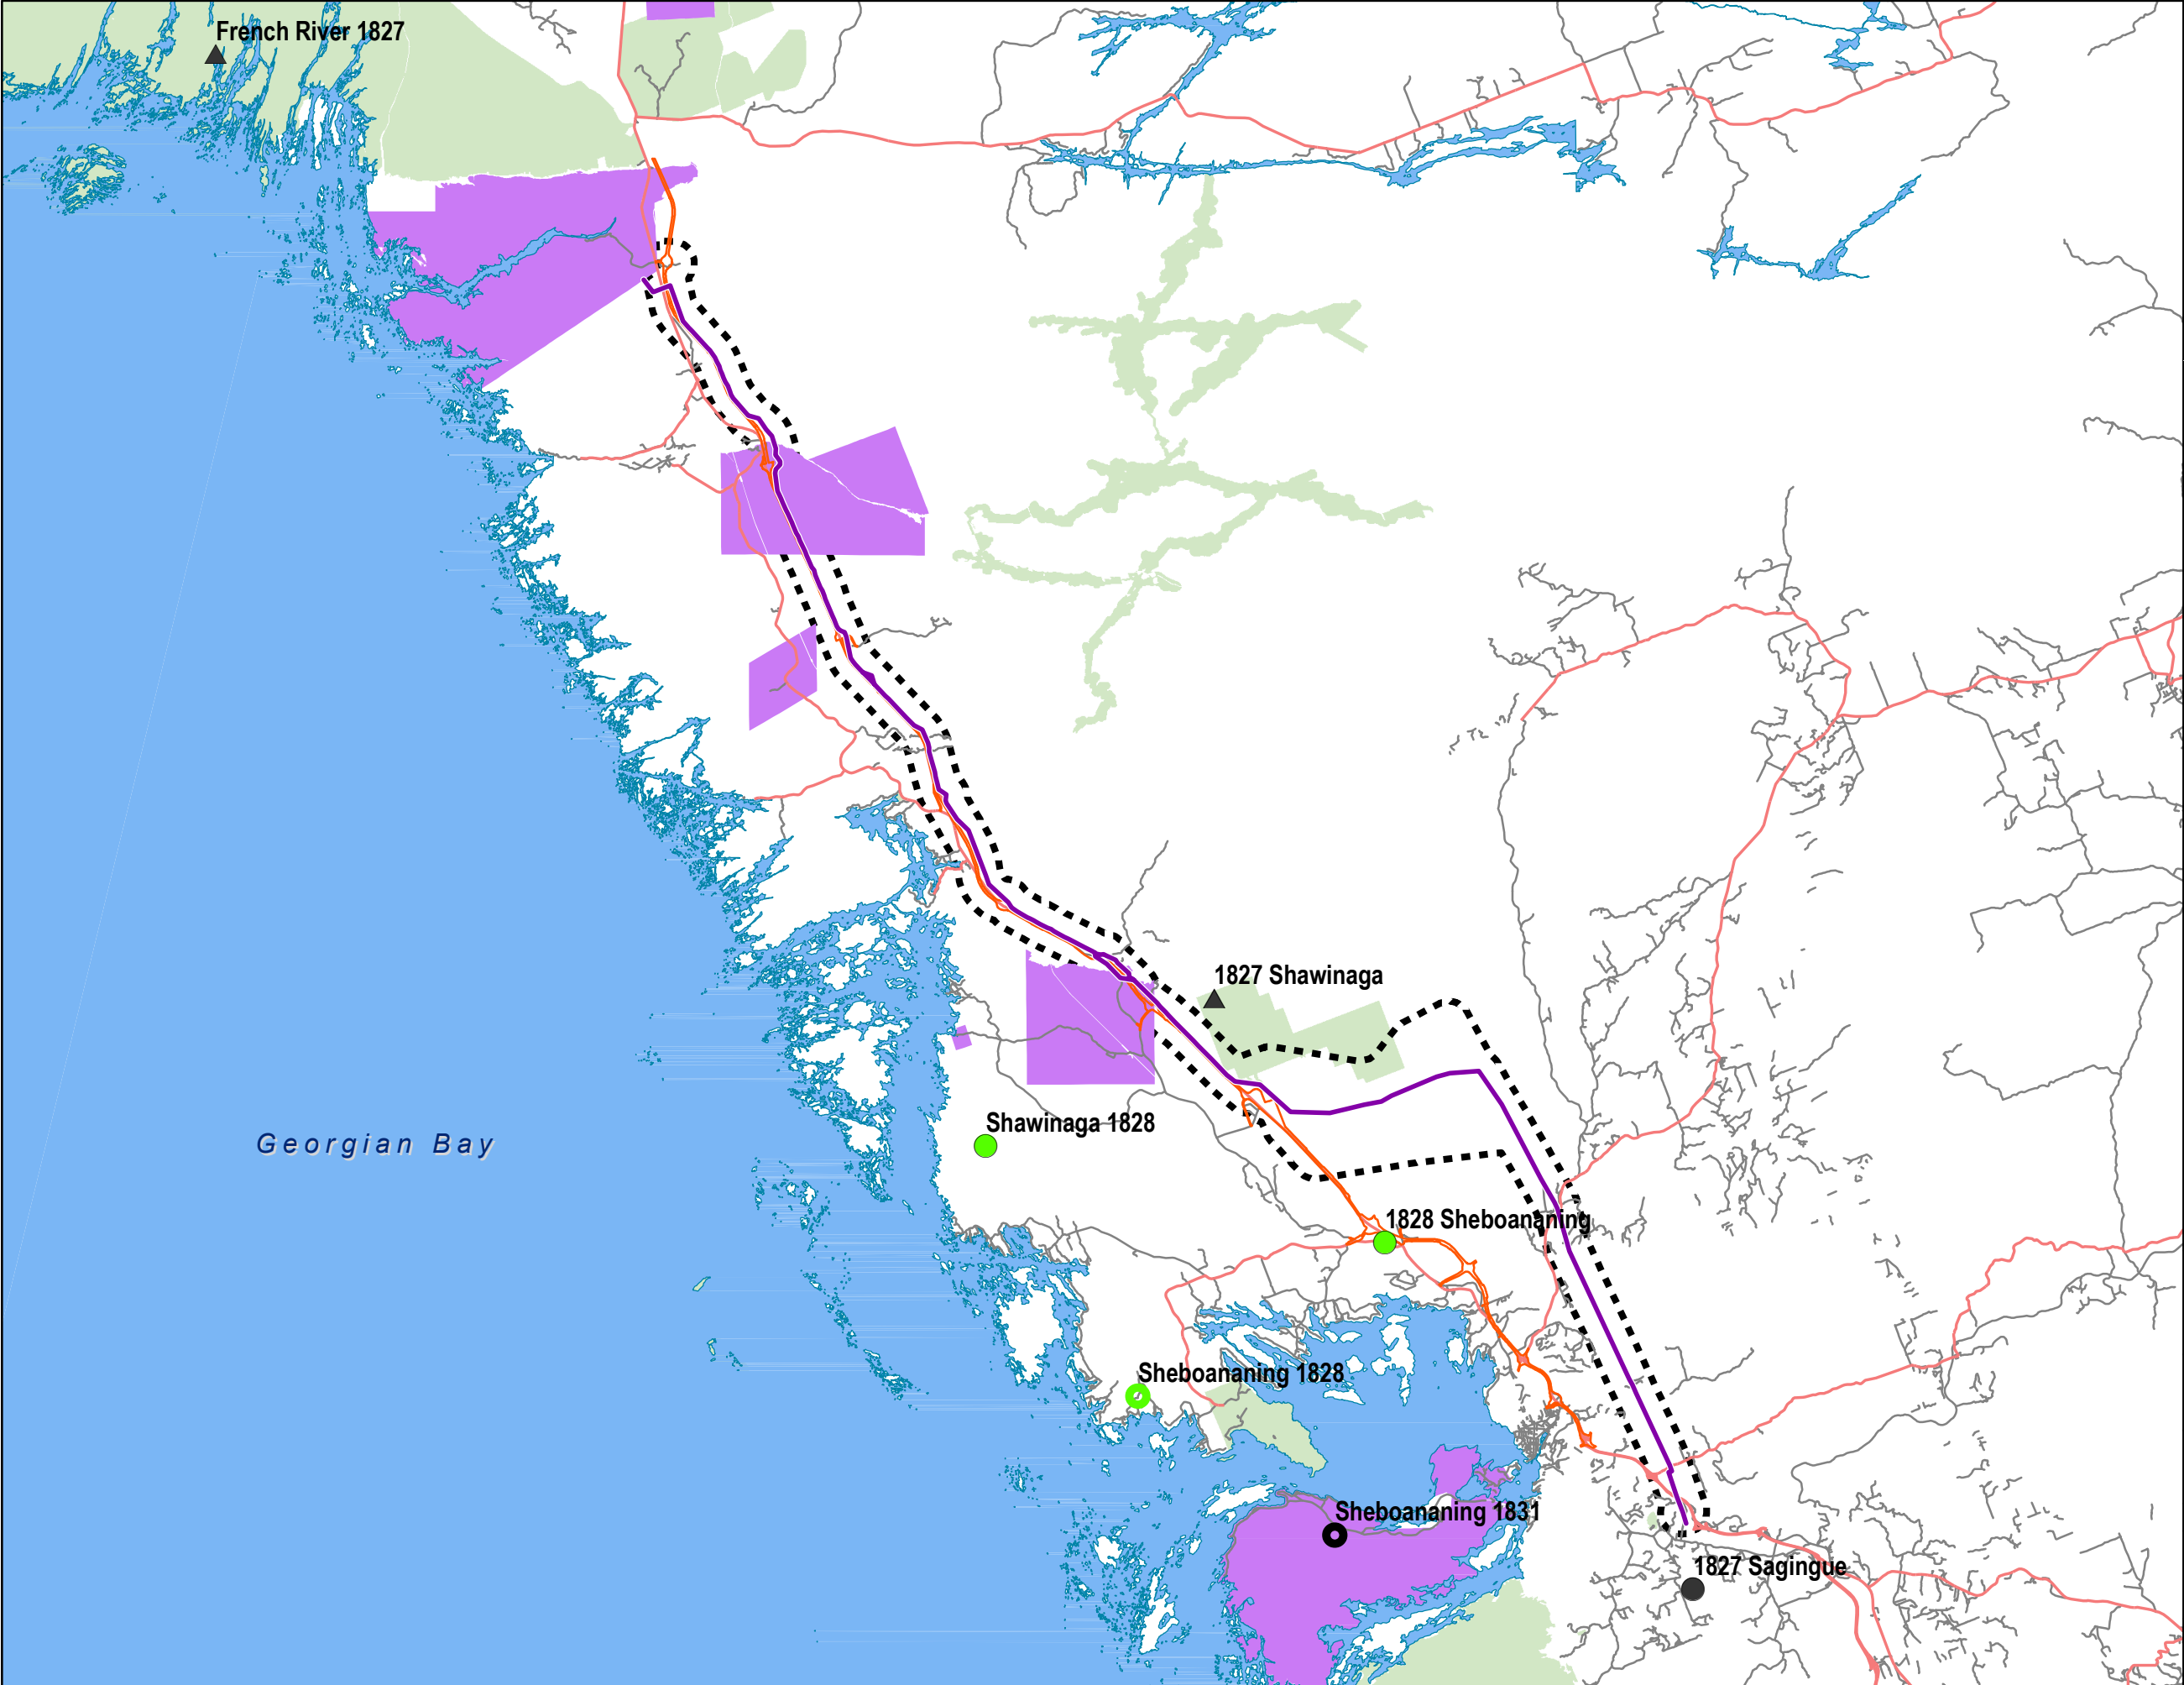 French River 1827
1827 Shawinaga
Shawinaga 1828
Georgian Bay
1828 Sheboananing
Sheboananing 1828
Sheboananing 1831
1827 Sagingue